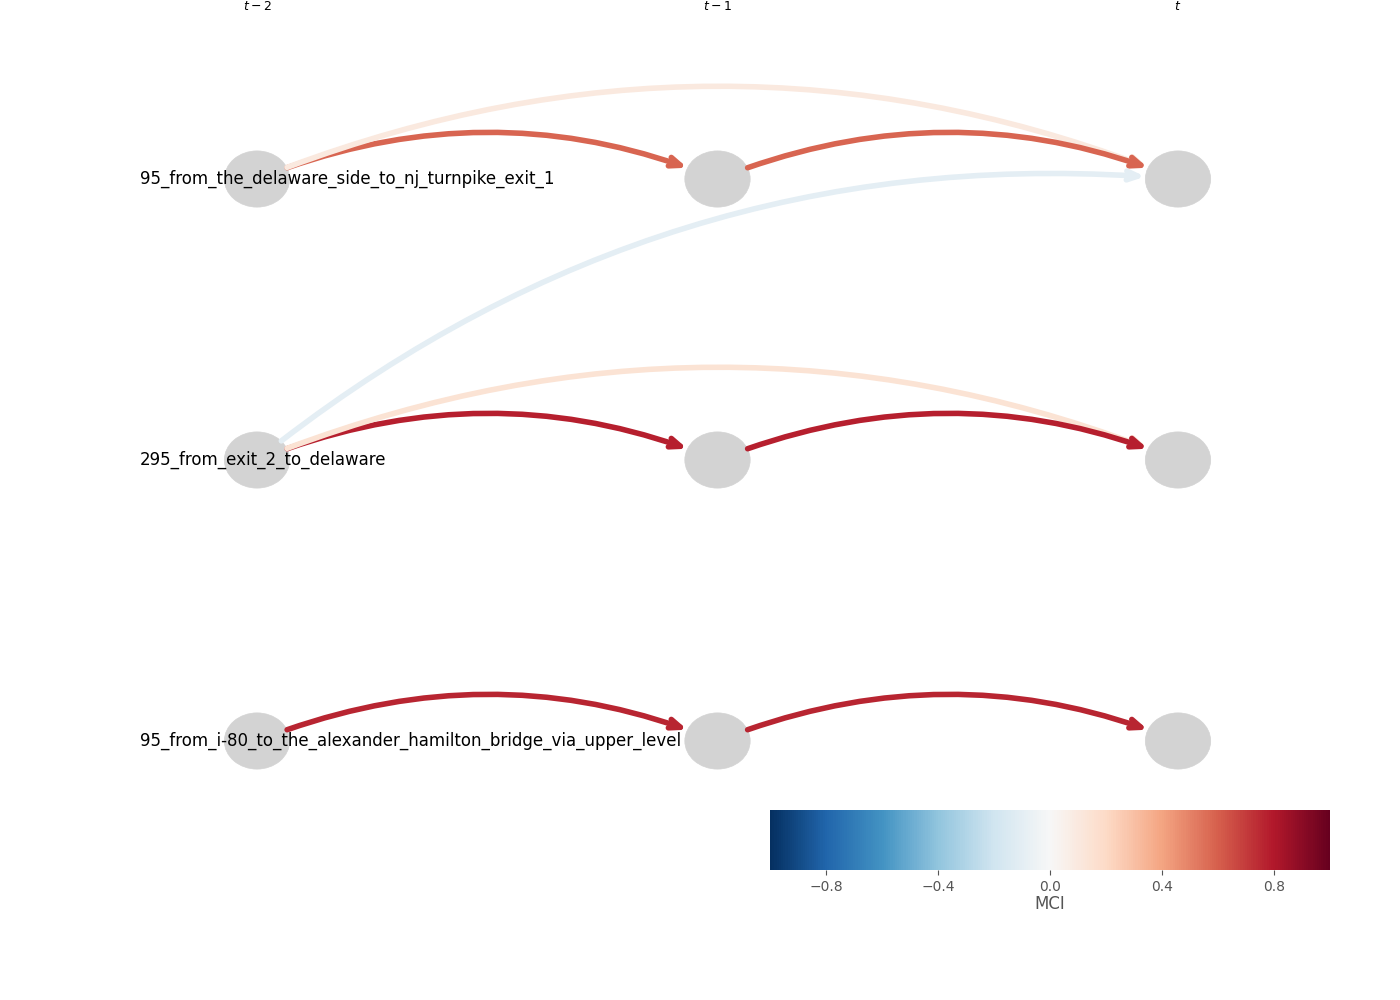 t − 2 t − 1 t
95_from_the_delaware_side_to_nj_turnpike_exit_1
295_from_exit_2_to_delaware
95_from_i-80_to_the_alexander_hamilton_bridge_via_upper_level
−0.8 −0.4 0.0 0.4 0.8
MCI